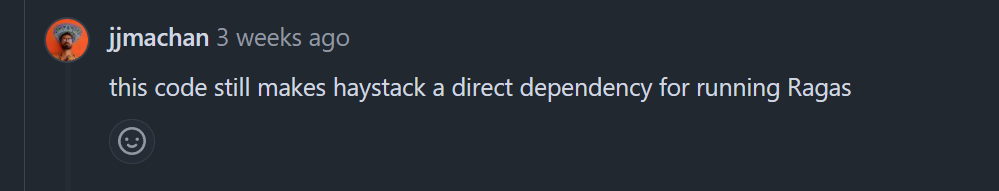 jjmachan 3 weeks ago
this code still makes haystack a direct dependency for running Ragas